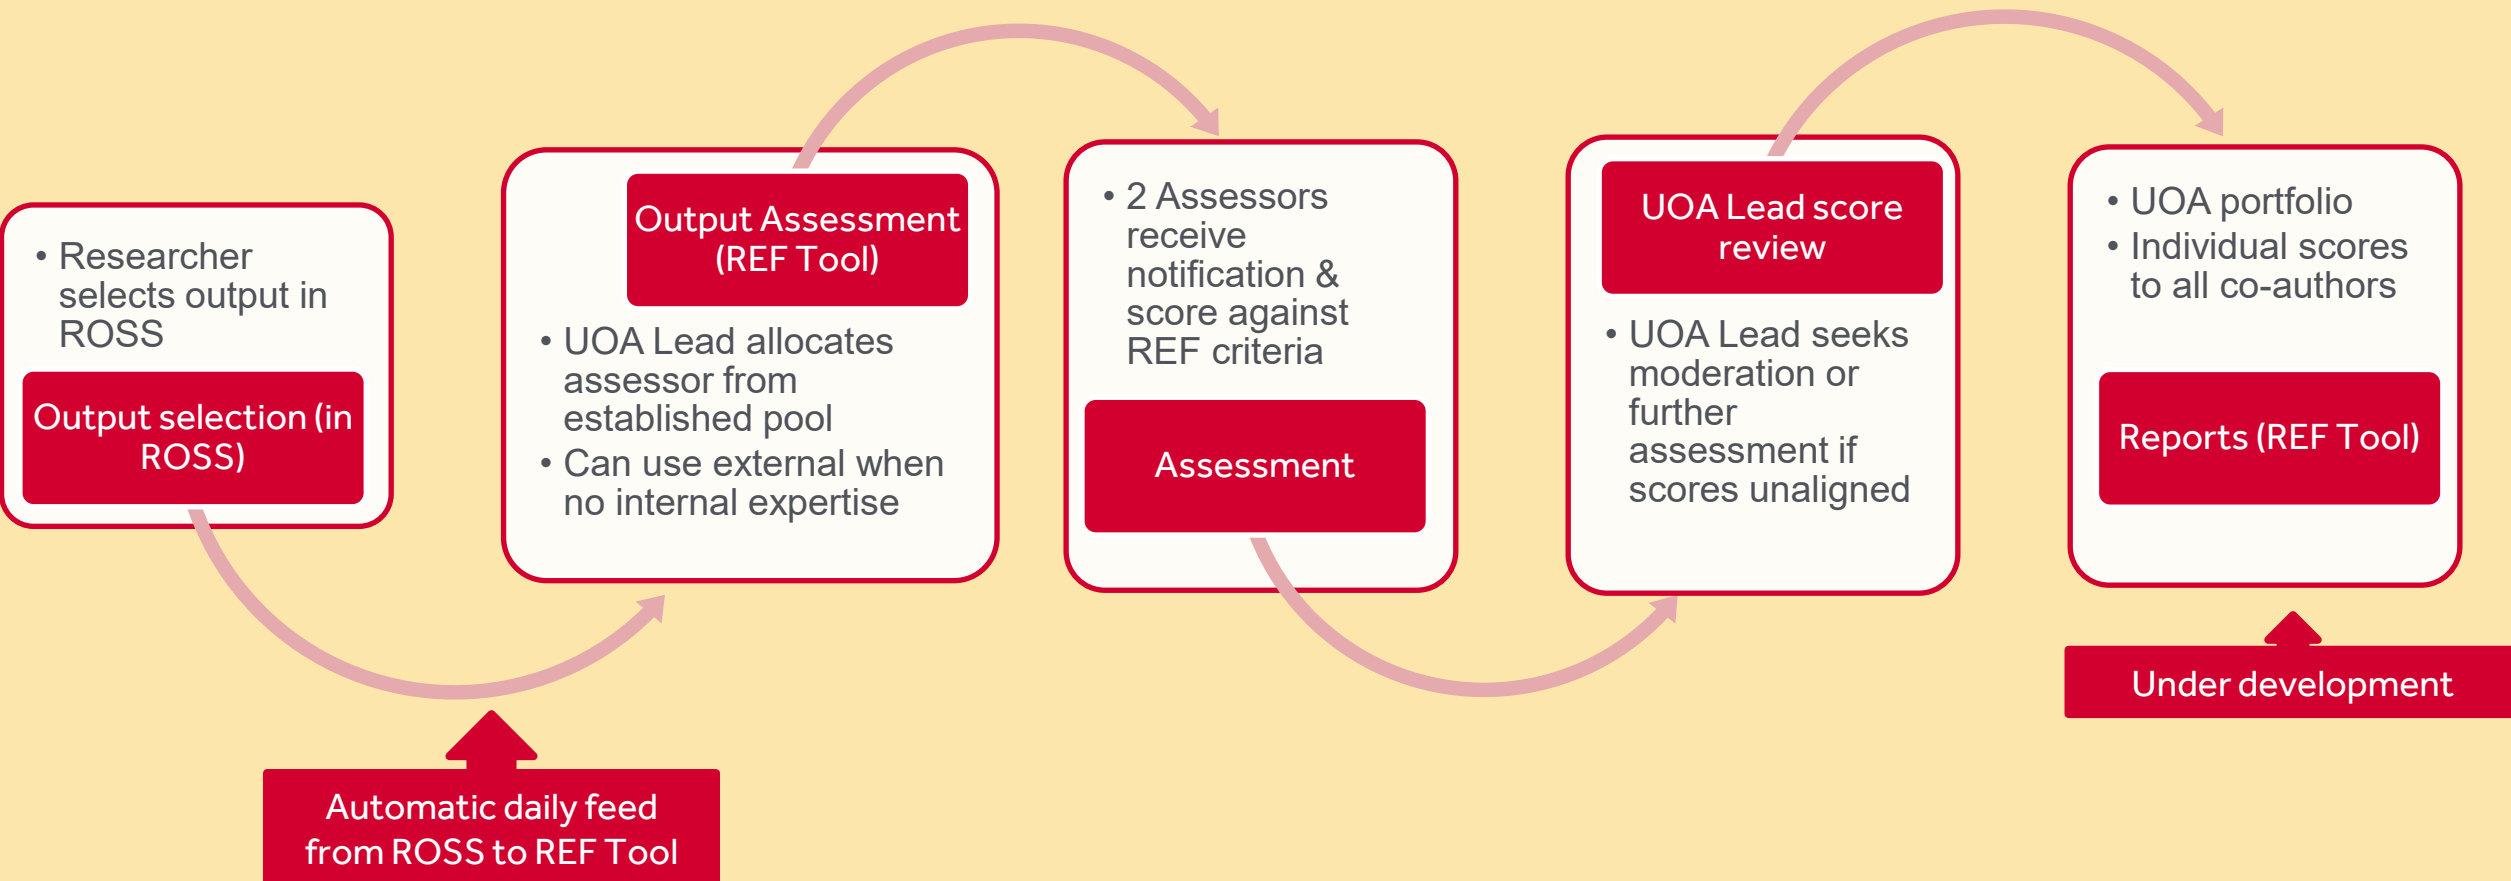 • Researcher
selects output in
ROSS
Output selection (in
ROSS)
Automatic daily feed
from ROSS to REF Tool
Output Assessment
(REF Tool)
• UOA Lead allocates
assessor from
established pool
• Can use external when
no internal expertise
• 2 Assessors
receive
notification &
score against
REF criteria
Assessment
UOA Lead score
review
• UOA Lead seeks
moderation or
further
assessment if
scores unaligned
• UOA portfolio
• Individual scores
to all co-authors
Reports (REF Tool)
Under development